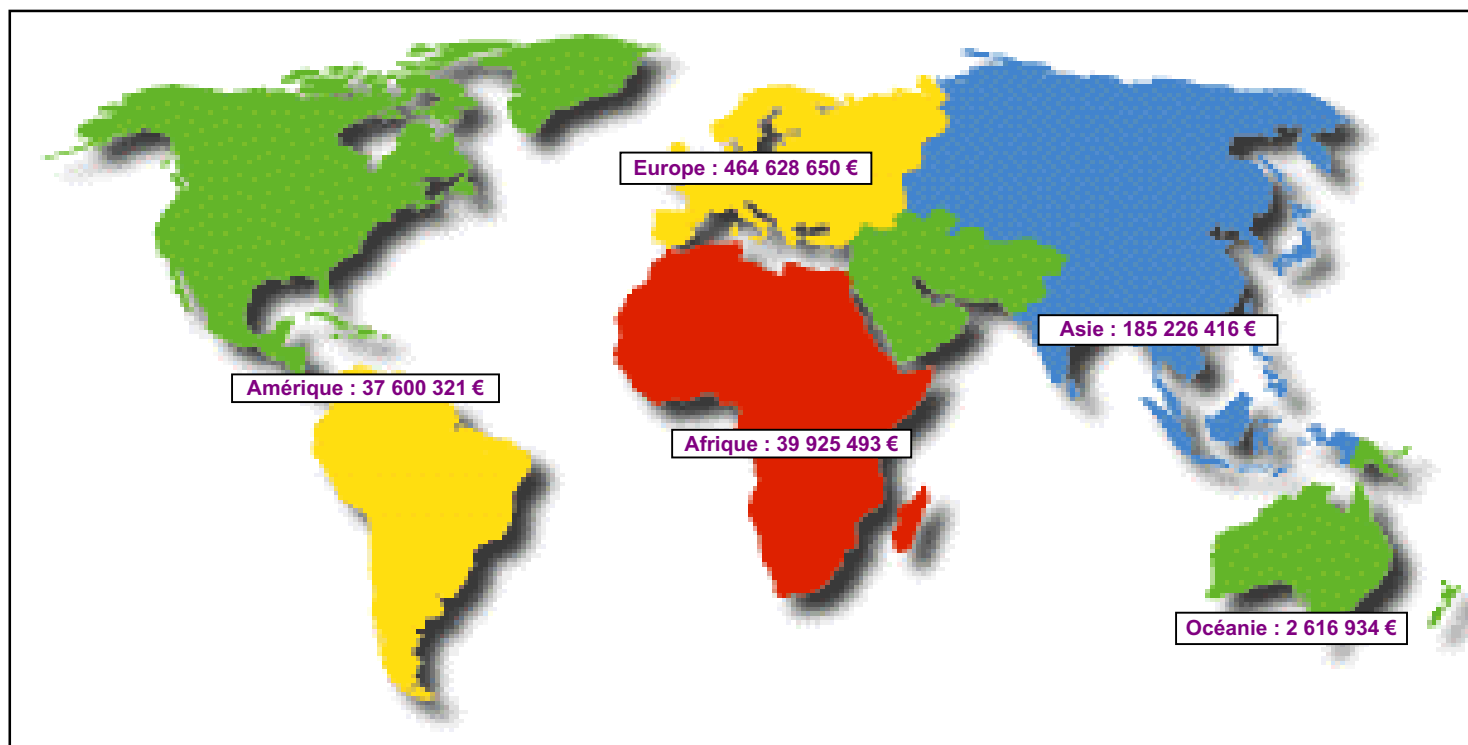 Europe : 464 628 650 €
Asie : 185 226 416 €
Amérique : 37 600 321 €
Afrique : 39 925 493 €
Océanie : 2 616 934 €